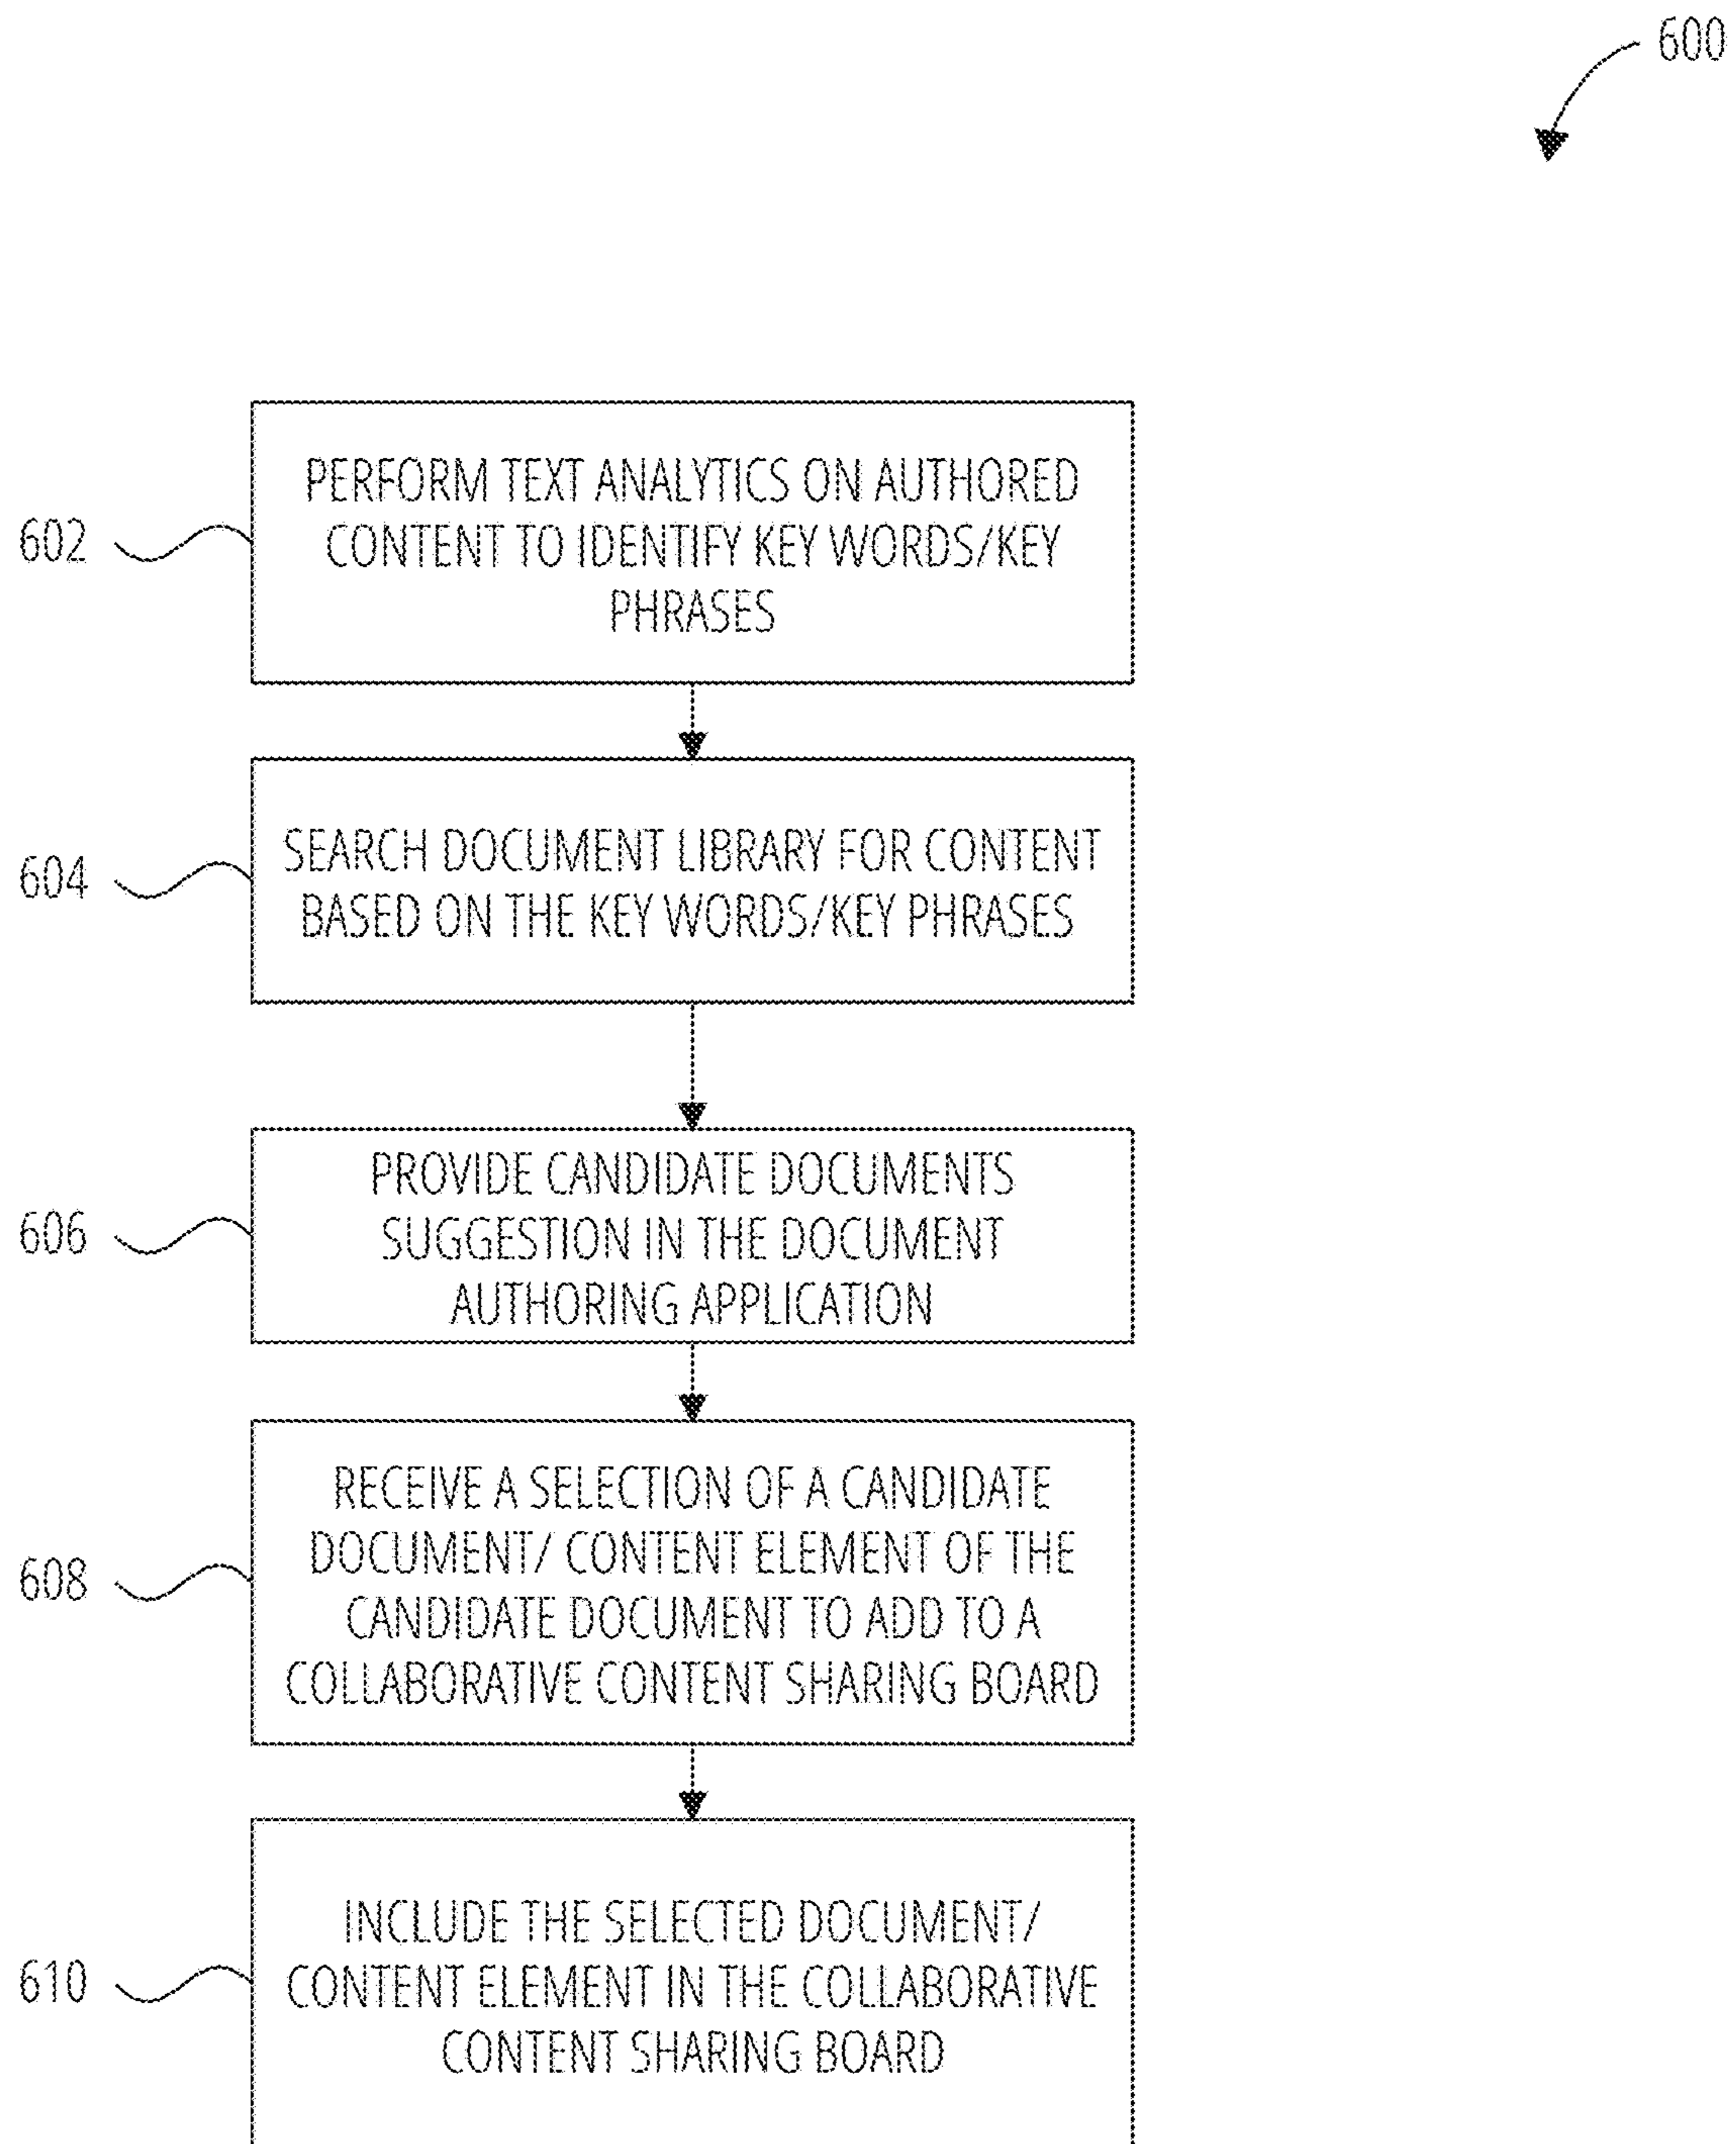 600
602
PERFORM TEXT ANALYTICS ON AUTHORED
CONTENT TO IDENTIFY KEY WORDS/KEY
PHRASES
604
SEARCH DOCUMENT LIBRARY FOR CONTENT
BASED ON THE KEY WORDS/KEY PHRASES
606
PROVIDE CANDIDATE DOCUMENTS
SUGGESTION IN THE DOCUMENT
AUTHORING APPLICATION
608
RECEIVE A SELECTION OF A CANDIDATE
DOCUMENT/ CONTENT ELEMENT OF THE
CANDIDATE DOCUMENT TO ADD TO A
COLLABORATIVE CONTENT SHARING BOARD
610
INCLUDE THE SELECTED DOCUMENT/
CONTENT ELEMENT IN THE COLLABORATIVE
CONTENT SHARING BOARD